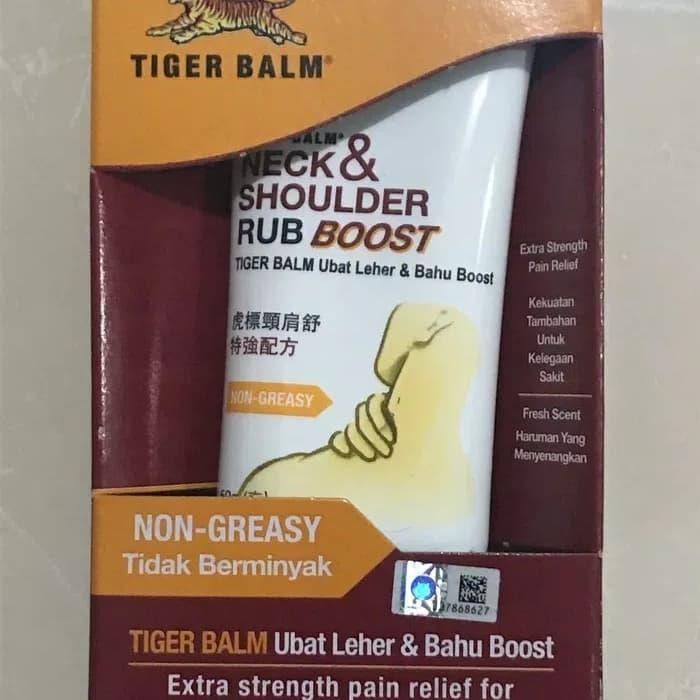 TIGER BALM®
BALM®
NECK &
SHOULDER
RUB BOOST
TIGER BALM Ubat Leher & Bahu Boost
虎標頸肩舒
特強配方
NON-GREASY
Extra Strength
Pain Relief
Kekuatan
Tambahan
Untuk
Kelegaan
Sakit
Fresh Scent
Haruman Yang
Menyenangkan
NON-GREASY
Tidak Berminyak
7868627
TIGER BALM Ubat Leher & Bahu Boost
Extra strength pain relief for